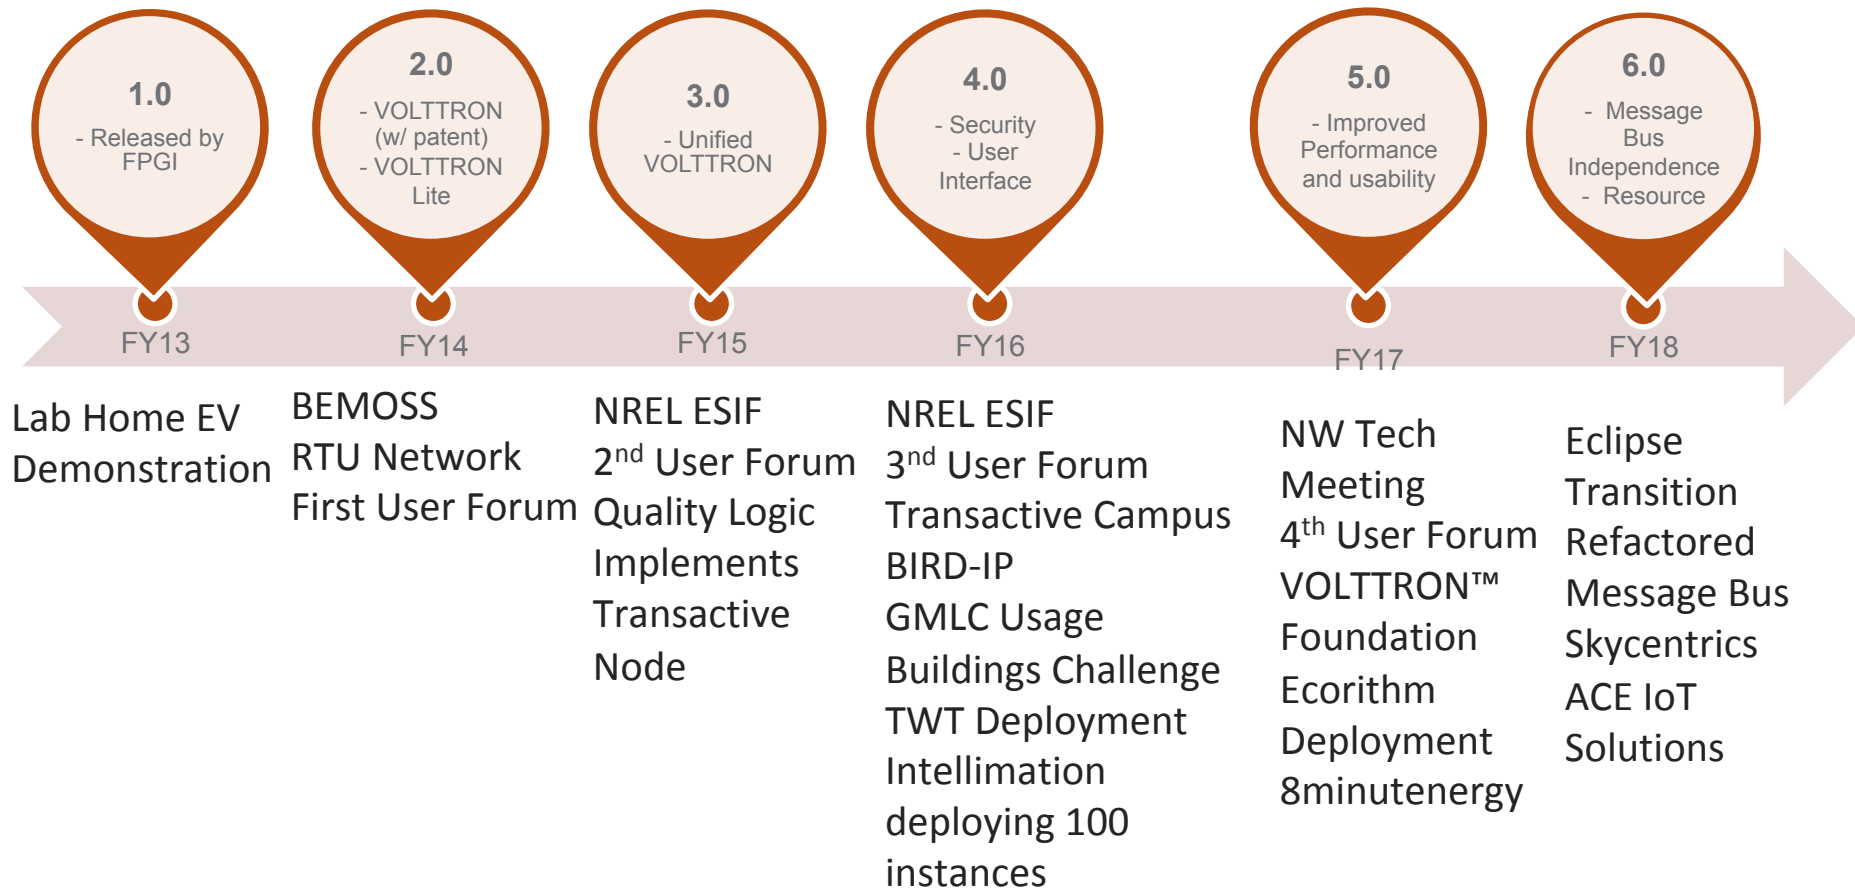 1.0
- Released by
FPGI
2.0
- VOLTTRON
(w/ patent)
- VOLTTRON
Lite
3.0
- Unified
VOLTTRON
4.0
- Security
- User
Interface
5.0
- Improved
Performance
and usability
6.0
- Message
Bus
Independence
- Resource
FY13
FY14
FY15
FY16
FY17
FY18
Lab Home EV
Demonstration
BEMOSS
RTU Network
First User Forum
NREL ESIF
2nd User Forum
Quality Logic
Implements
Transactive
Node
NREL ESIF
3nd User Forum
Transactive Campus
BIRD-IP
GMLC Usage
Buildings Challenge
TWT Deployment
Intellimation
deploying 100
instances
NW Tech
Meeting
4th User Forum
VOLTTRON™
Foundation
Ecorithm
Deployment
8minutenergy
Eclipse
Transition
Refactored
Message Bus
Skycentrics
ACE IoT
Solutions